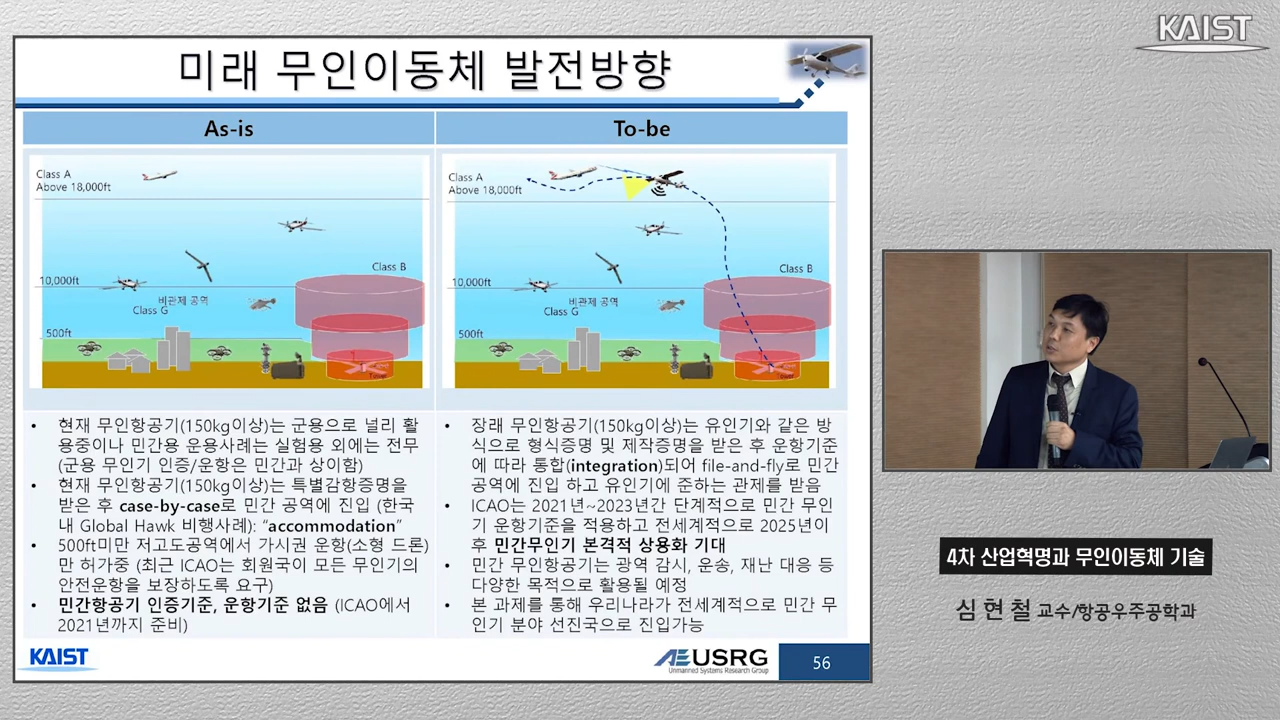 KAIST
미래 무인이동체 발전방향
As-is
To-be
Class A
Above 18,000ft
Class B
10,000ft
비관제 공역
Class G
500ft
Class A
Above 18,000ft
Class B
10,000ft
비관제 공역
Class G
500ft
• 현재 무인항공기(150kg이상)는 군용으로 널리 활
용중이나 민간용 운용사례는 실험용 외에는 전무
(군용 무인기 인증/운항은 민간과 상이함)
• 현재 무인항공기(150kg이상)는 특별감항증명을
받은 후 case-by-case로 민간 공역에 진입 (한국
내 Global Hawk 비행사례): “accommodation”
• 500ft미만 저고도공역에서 가시권 운항(소형 드론)
만 허가중 (최근 ICAO는 회원국이 모든 무인기의
안전운항을 보장하도록 요구)
• 민간항공기 인증기준, 운항기준 없음 (ICAO에서
2021년까지 준비)
• 장래 무인항공기(150kg이상)는 유인기와 같은 방
식으로 형식증명 및 제작증명을 받은 후 운항기준
에 따라 통합(integration)되어 file-and-fly로 민간
공역에 진입 하고 유인기에 준하는 관제를 받음
• ICAO는 2021년~2023년간 단계적으로 민간 무인
기 운항기준을 적용하고 전세계적으로 2025년이
후 민간무인기 본격적 상용화 기대
• 민간 무인항공기는 광역 감시, 운송, 재난 대응 등
다양한 목적으로 활용될 예정
• 본 과제를 통해 우리나라가 전세계적으로 민간 무
인기 분야 선진국으로 진입가능
KAIST
USRG
Unmanned Systems Research Group
56
4차 산업혁명과 무인이동체 기술
심현철 교수/항공우주공학과